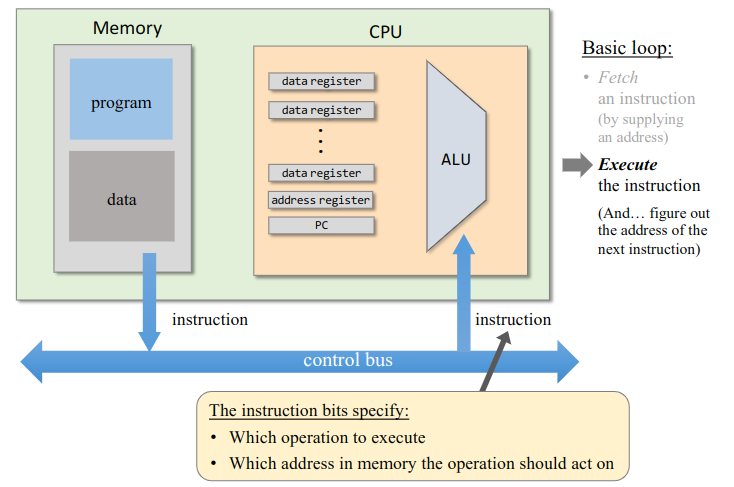 Memory
CPU
program
data
data register
data register
data register
address register
PC
ALU
instruction
instruction
control bus
Basic loop:
• Fetch
an instruction
(by supplying
an address)
Execute
the instruction
(And… figure out
the address of the
next instruction)
The instruction bits specify:
• Which operation to execute
• Which address in memory the operation should act on